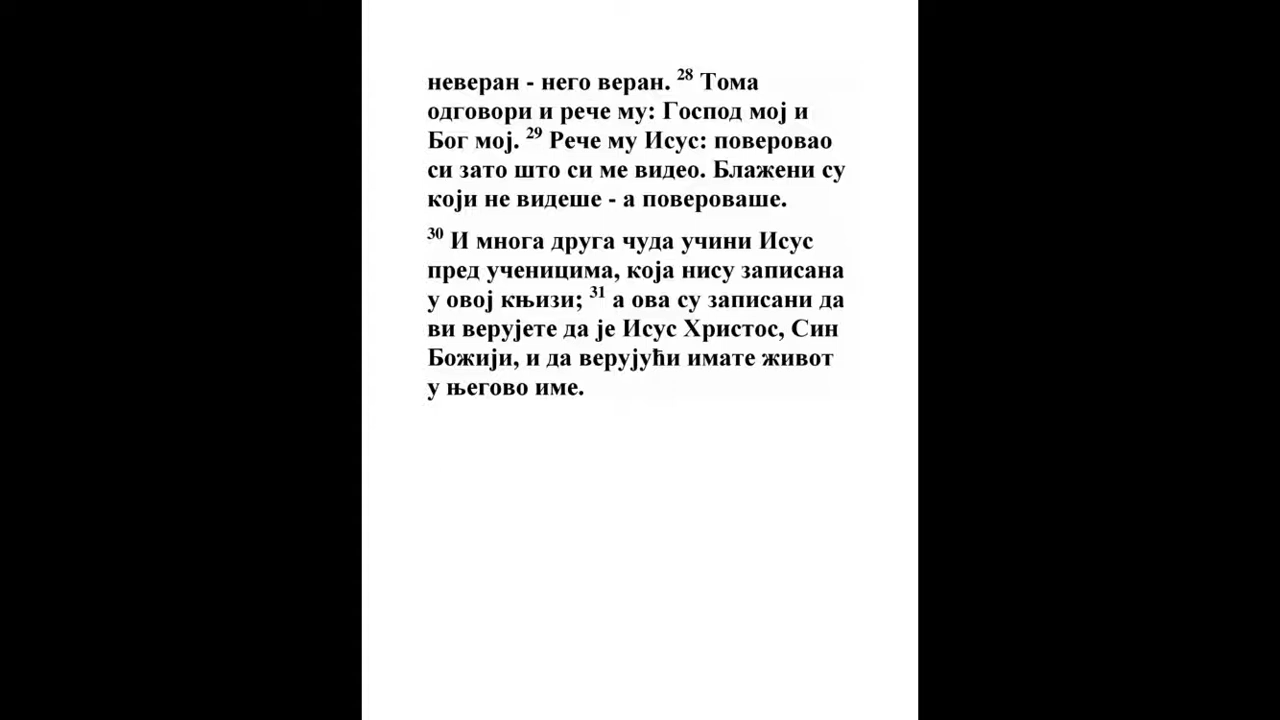 неверан - него веран. 28 Тома
одговори и рече му: Господ мој и
Бог мој. 29 Рече му Исус: поверовао
си зато што си ме видео. Блажени су
који не видеше - а повероваше.
30 И многа друга чуда учини Исус
пред ученицима, која нису записана
у овој књизи; 31 а ова су записани да
ви верујете да је Исус Христос, Син
Божији, и да верујући имате живот
у његово име.